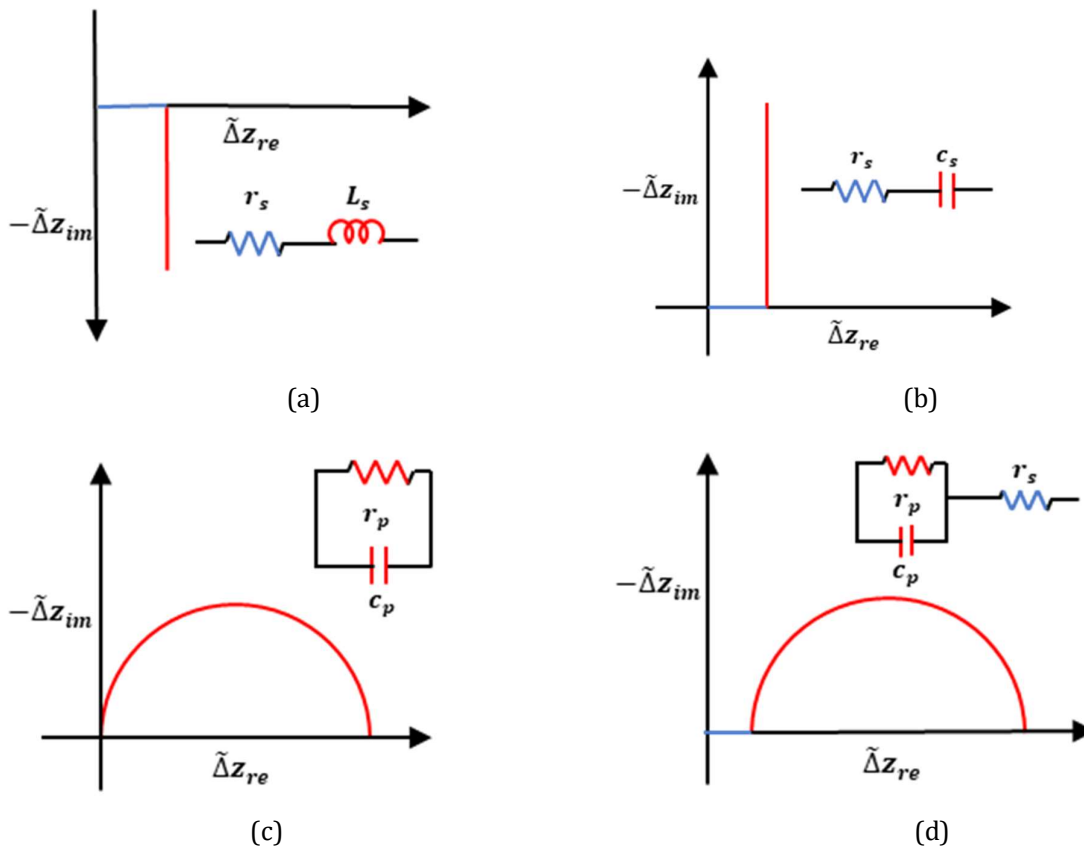 Δ̃z_re
r_s L_s
−Δ̃z_im
(a)
r_s c_s
−Δ̃z_im
Δ̃z_re
(b)
r_p
c_p
−Δ̃z_im
Δ̃z_re
(c)
r_s
r_p
c_p
−Δ̃z_im
Δ̃z_re
(d)